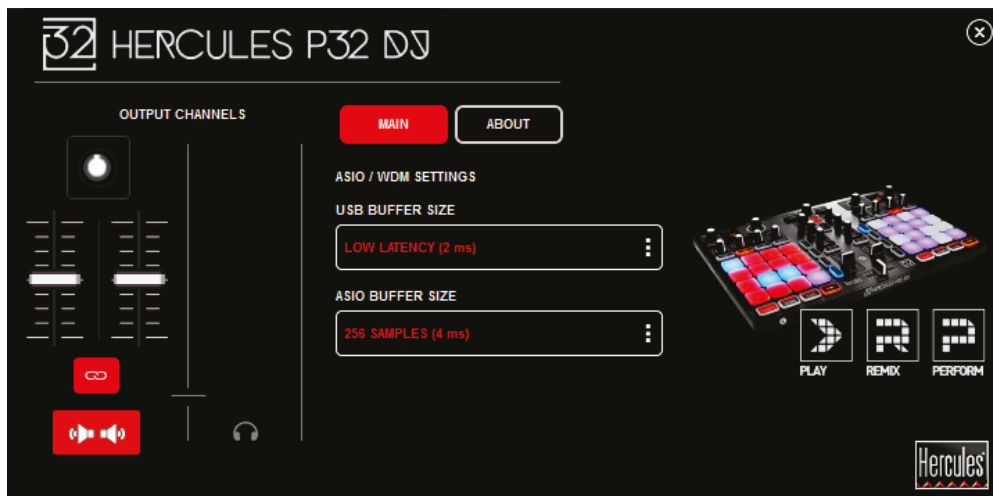 32 HERCULES P32 DJ
OUTPUT CHANNELS
MAIN
ABOUT
ASIO / WDM SETTINGS
USB BUFFER SIZE
LOW LATENCY (2 ms)
ASIO BUFFER SIZE
256 SAMPLES (4 ms)
R
P
PLAY
REMIX
PERFORM
Hercules